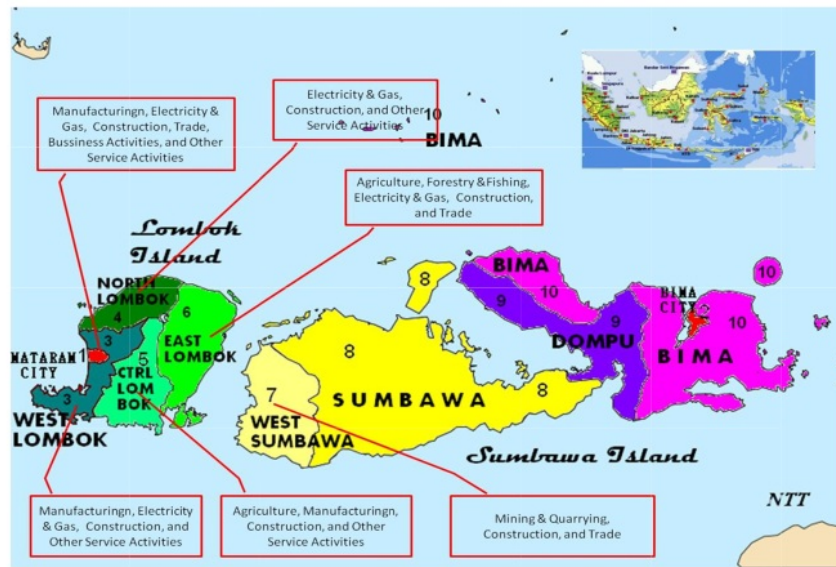 Manufacturingn, Electricity &
Gas, Construction, Trade,
Bussiness Activities, and Other
Service Activities
Electricity & Gas,
Construction, and Other
Service Activities
10
BIMA
Agriculture, Forestry &Fishing,
Electricity & Gas, Construction,
and Trade
Lombok
Island
NORTH
LOMBOK
4
6
EAST
LOMBOK
3
1
MATARAM
CITY
5
CTRL
LOM
BOK
3
WEST
LOMBOK
8
BIMA
10
9
10
9
DOMPU
BIMA
CITY
2
10
BIMA
8
SUMBAWA
8
7
WEST
SUMBAWA
Sumbawa Island
NTT
Manufacturingn, Electricity
& Gas, Construction, and
Other Service Activities
Agriculture, Manufacturingn,
Construction, and Other
Service Activities
Mining & Quarrying,
Construction, and Trade